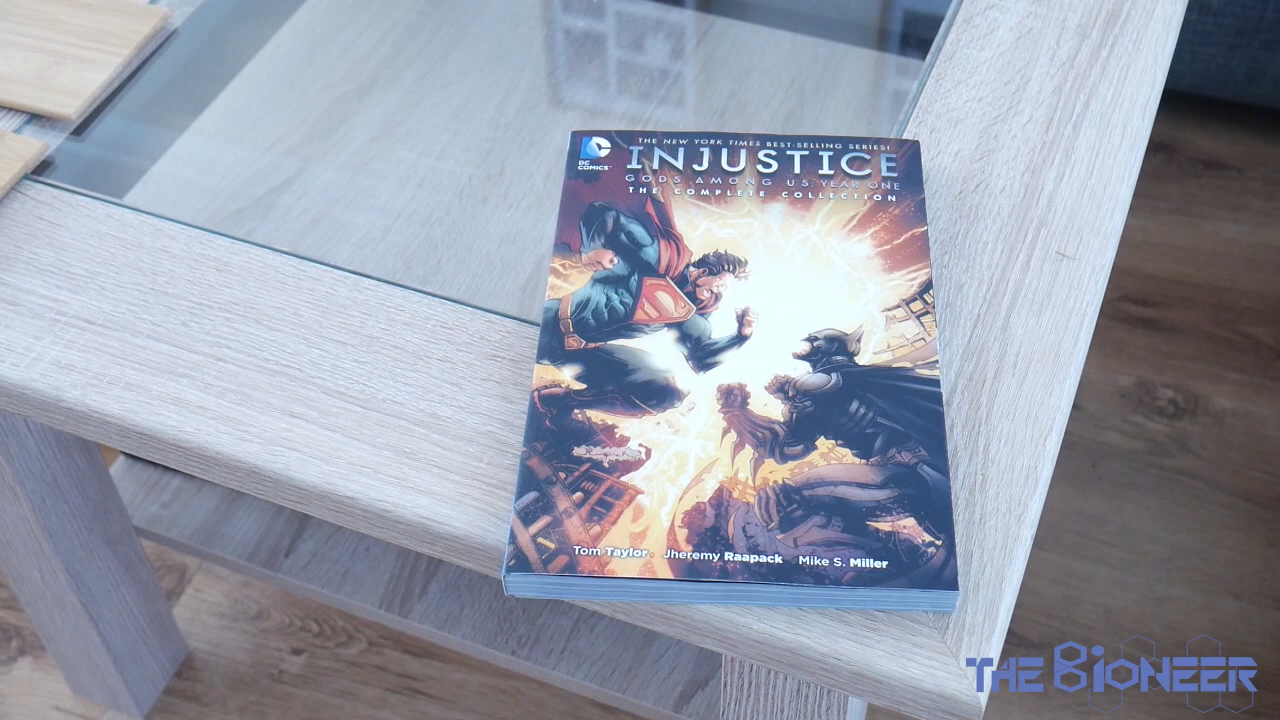 THE NEW YORK TIMES BEST-SELLING SERIES!
DC
COMICS™
INJUSTICE
GODS AMONG US: YEAR ONE
THE COMPLETE COLLECTION
Tom Taylor Jheremy Raapack Mike S. Miller
THE BIONEER